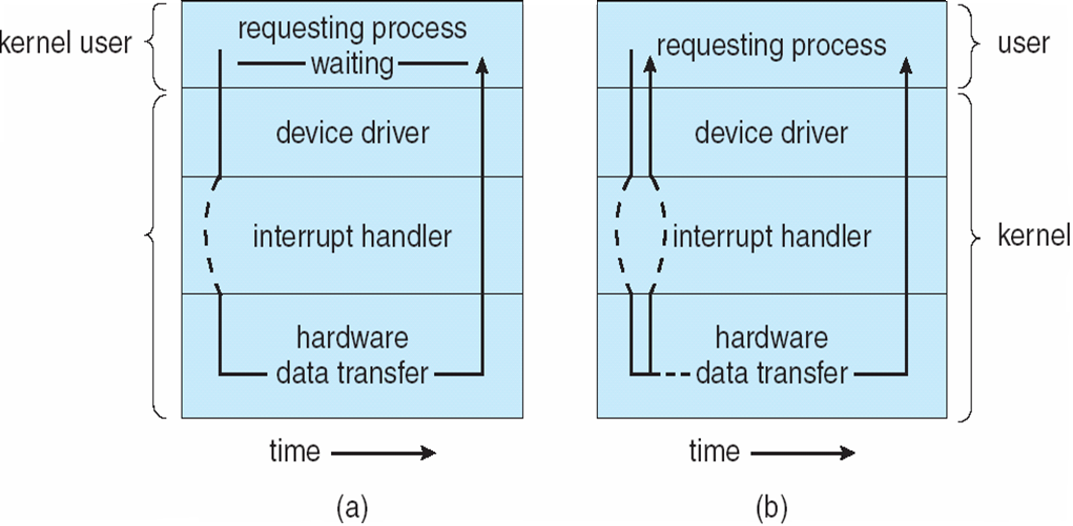 kernel user
requesting process
waiting
device driver
interrupt handler
hardware
data transfer
time
(a)
requesting process
user
device driver
interrupt handler
kernel
hardware
data transfer
time
(b)